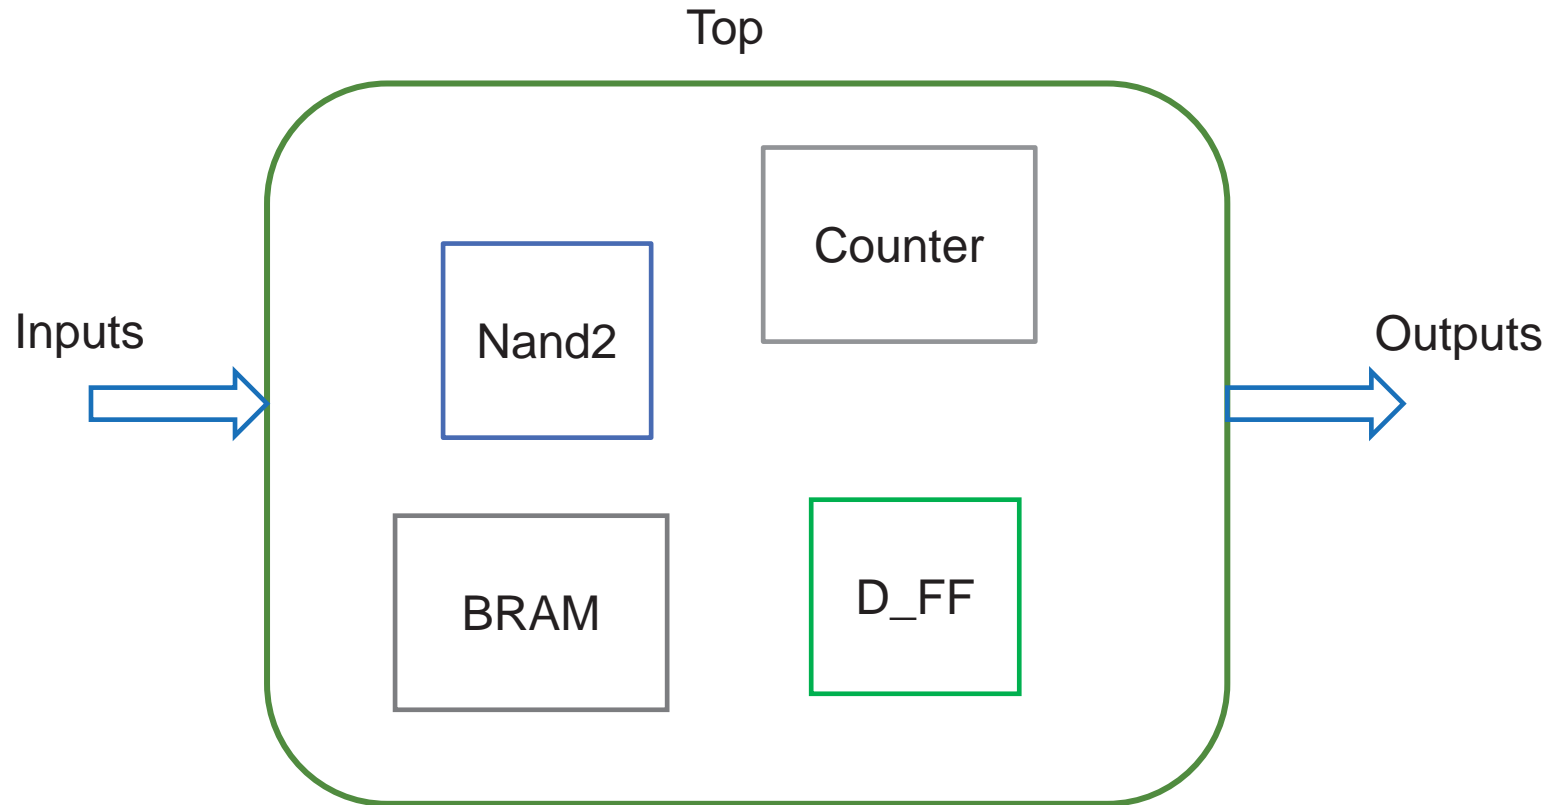 Top
Counter
Nand2
Inputs
Outputs
BRAM
D_FF